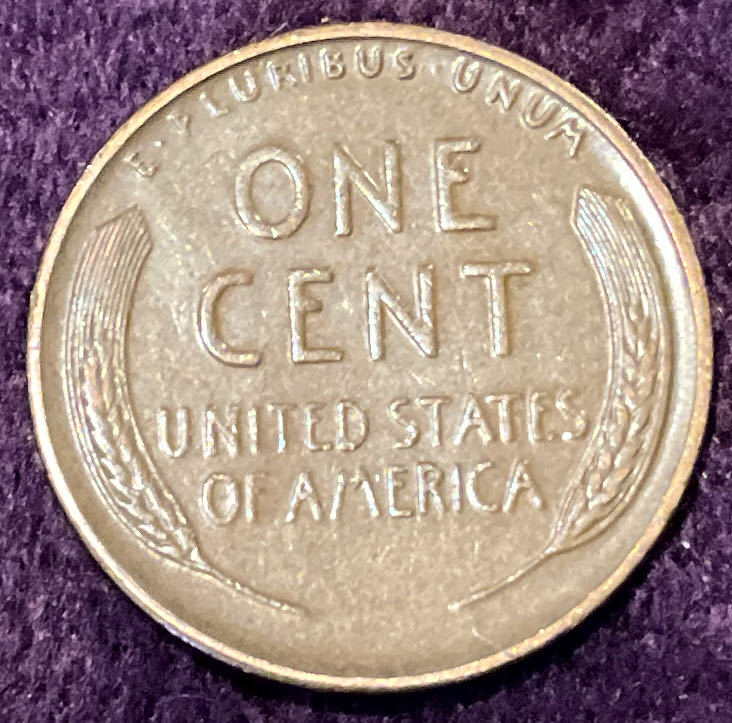 E · PLURIBUS · UNUM
ONE
CENT
UNITED STATES
OF AMERICA